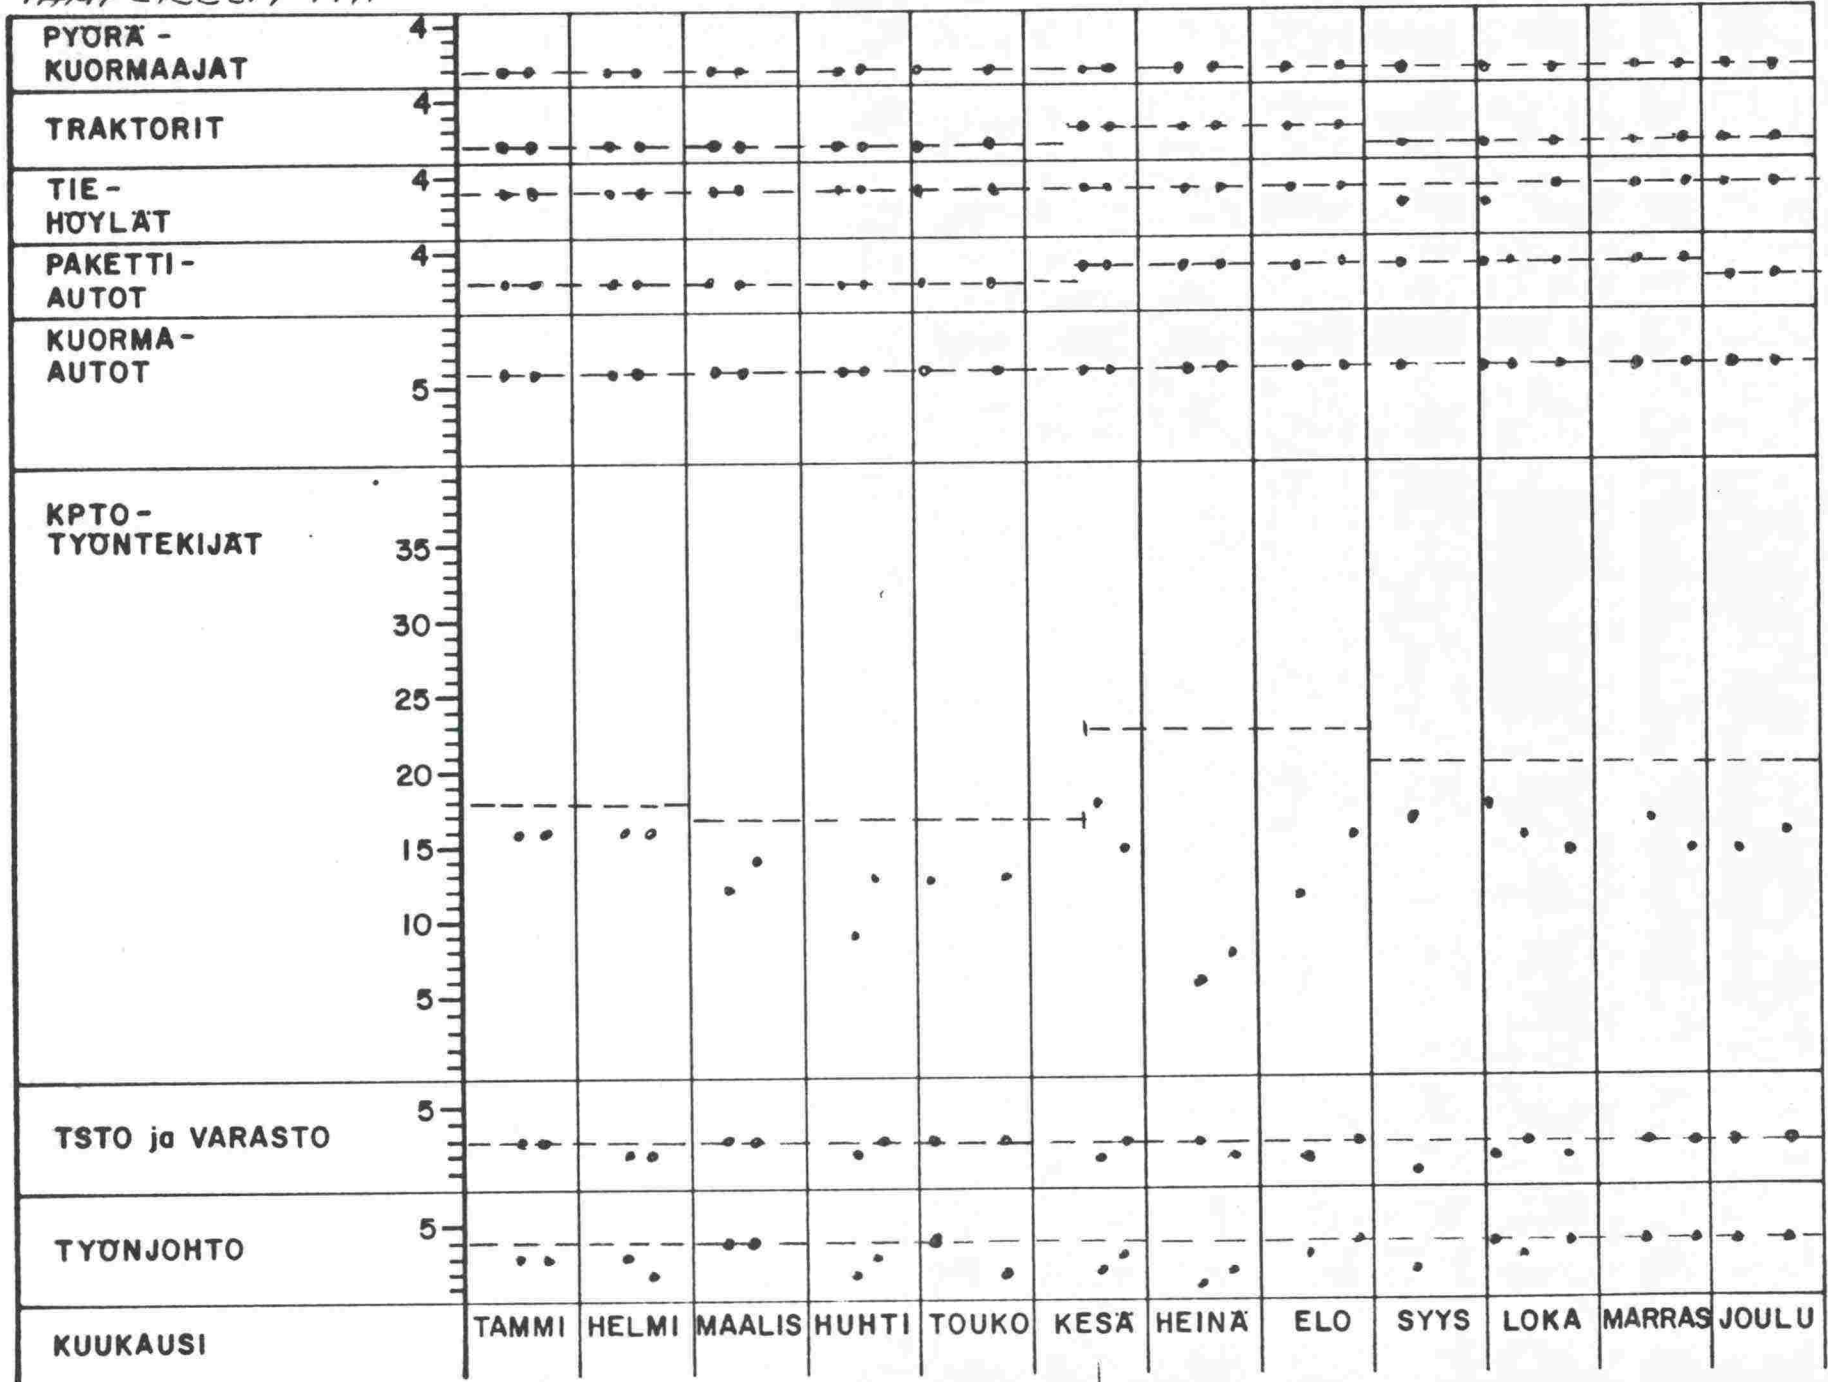 PYÖRÄ- 4
KUORMAAJAT
TRAKTORIT 4
TIE- 4
HÖYLÄT
PAKETTI- 4
AUTOT
KUORMA-
AUTOT
5
KPTO-
TYÖNTEKIJÄT
35
30
25
20
15
10
5
TSTO ja VARASTO 5
TYÖNJOHTO 5
KUUKAUSI TAMMI HELMI MAALIS HUHTI TOUKO KESÄ HEINÄ ELO SYYS LOKA MARRAS JOULU